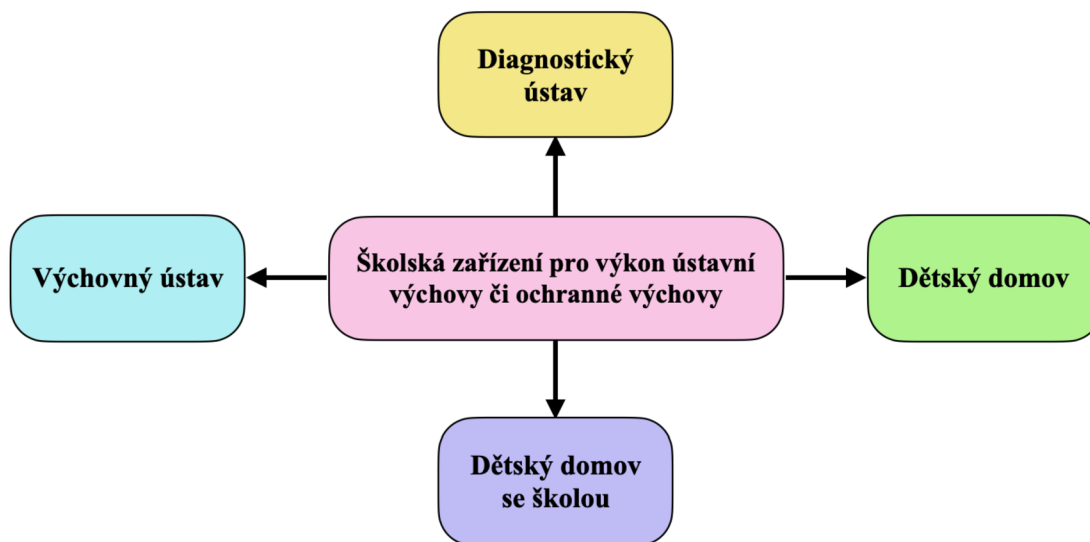 Diagnostický
ústav
Výchovný ústav
Školská zařízení pro výkon ústavní
výchovy či ochranné výchovy
Dětský domov
Dětský domov
se školou